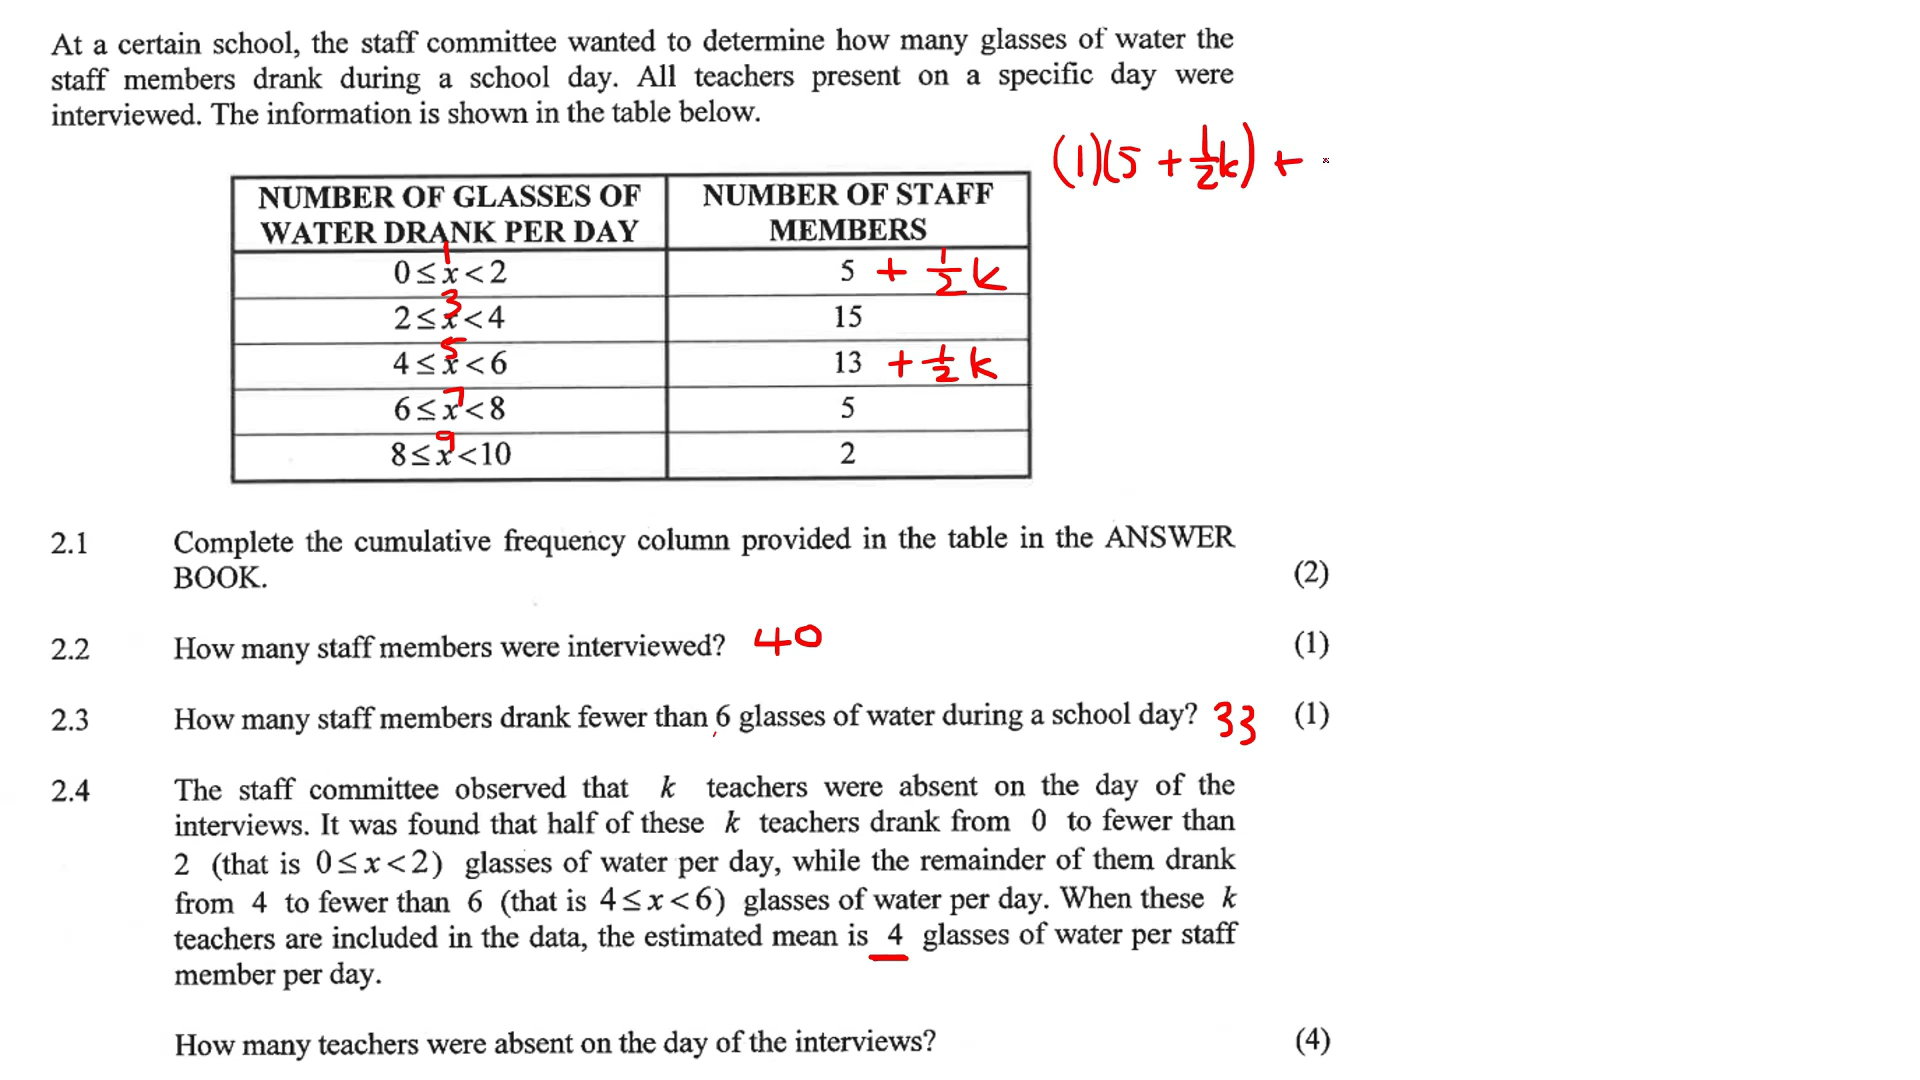 At a certain school, the staff committee wanted to determine how many glasses of water the
staff members drank during a school day. All teachers present on a specific day were
interviewed. The information is shown in the table below.
(1)(5 + ½k) +
NUMBER OF GLASSES OF WATER DRANK PER DAY | NUMBER OF STAFF MEMBERS
0 ≤ x < 2 | 5 + ½k
1
2 ≤ x < 4 | 15
3
4 ≤ x < 6 | 13 + ½k
5
6 ≤ x < 8 | 5
7
8 ≤ x < 10 | 2
9
2.1 Complete the cumulative frequency column provided in the table in the ANSWER
BOOK. (2)
2.2 How many staff members were interviewed? 40 (1)
2.3 How many staff members drank fewer than 6 glasses of water during a school day? 33 (1)
2.4 The staff committee observed that k teachers were absent on the day of the
interviews. It was found that half of these k teachers drank from 0 to fewer than
2 (that is 0 ≤ x < 2) glasses of water per day, while the remainder of them drank
from 4 to fewer than 6 (that is 4 ≤ x < 6) glasses of water per day. When these k
teachers are included in the data, the estimated mean is 4 glasses of water per staff
member per day.
How many teachers were absent on the day of the interviews? (4)